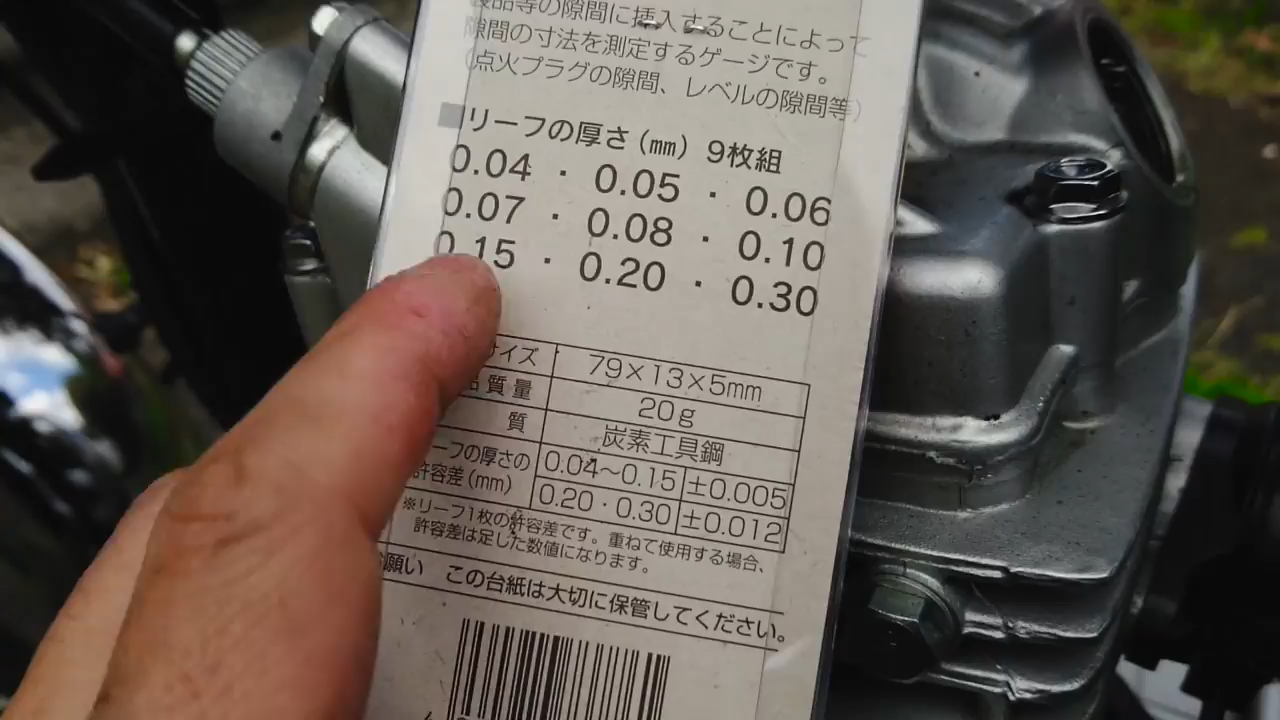 製品等の隙間に挿入することによって
隙間の寸法を測定するゲージです。
(点火プラグの隙間、レベルの隙間等)
■リーフの厚さ(mm) 9枚組
0.04 · 0.05 · 0.06
0.07 · 0.08 · 0.10
0.15 · 0.20 · 0.30
サイズ 79×13×5mm
質量 20g
質 炭素工具鋼
ーフの厚さの許容差(mm) 0.04〜0.15 ±0.005
0.20·0.30 ±0.012
※リーフ1枚の許容差です。重ねて使用する場合、
許容差は足した数値になります。
お願い この台紙は大切に保管してください。